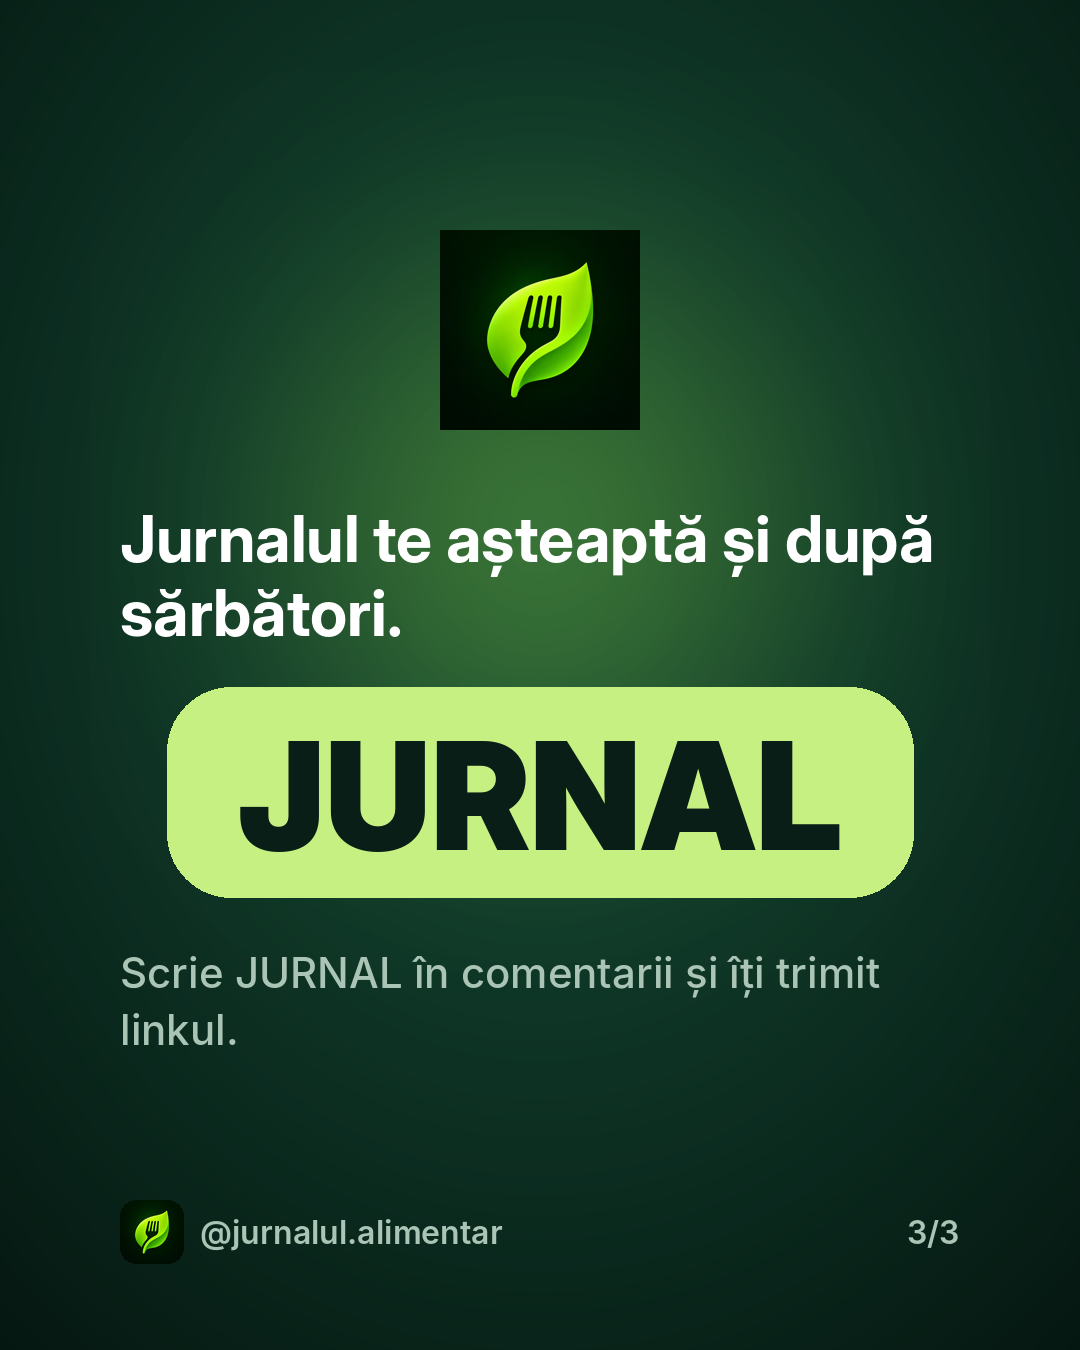 Jurnalul te așteaptă și după
sărbători.
JURNAL
Scrie JURNAL în comentarii și îți trimit
linkul.
@jurnalul.alimentar
3/3